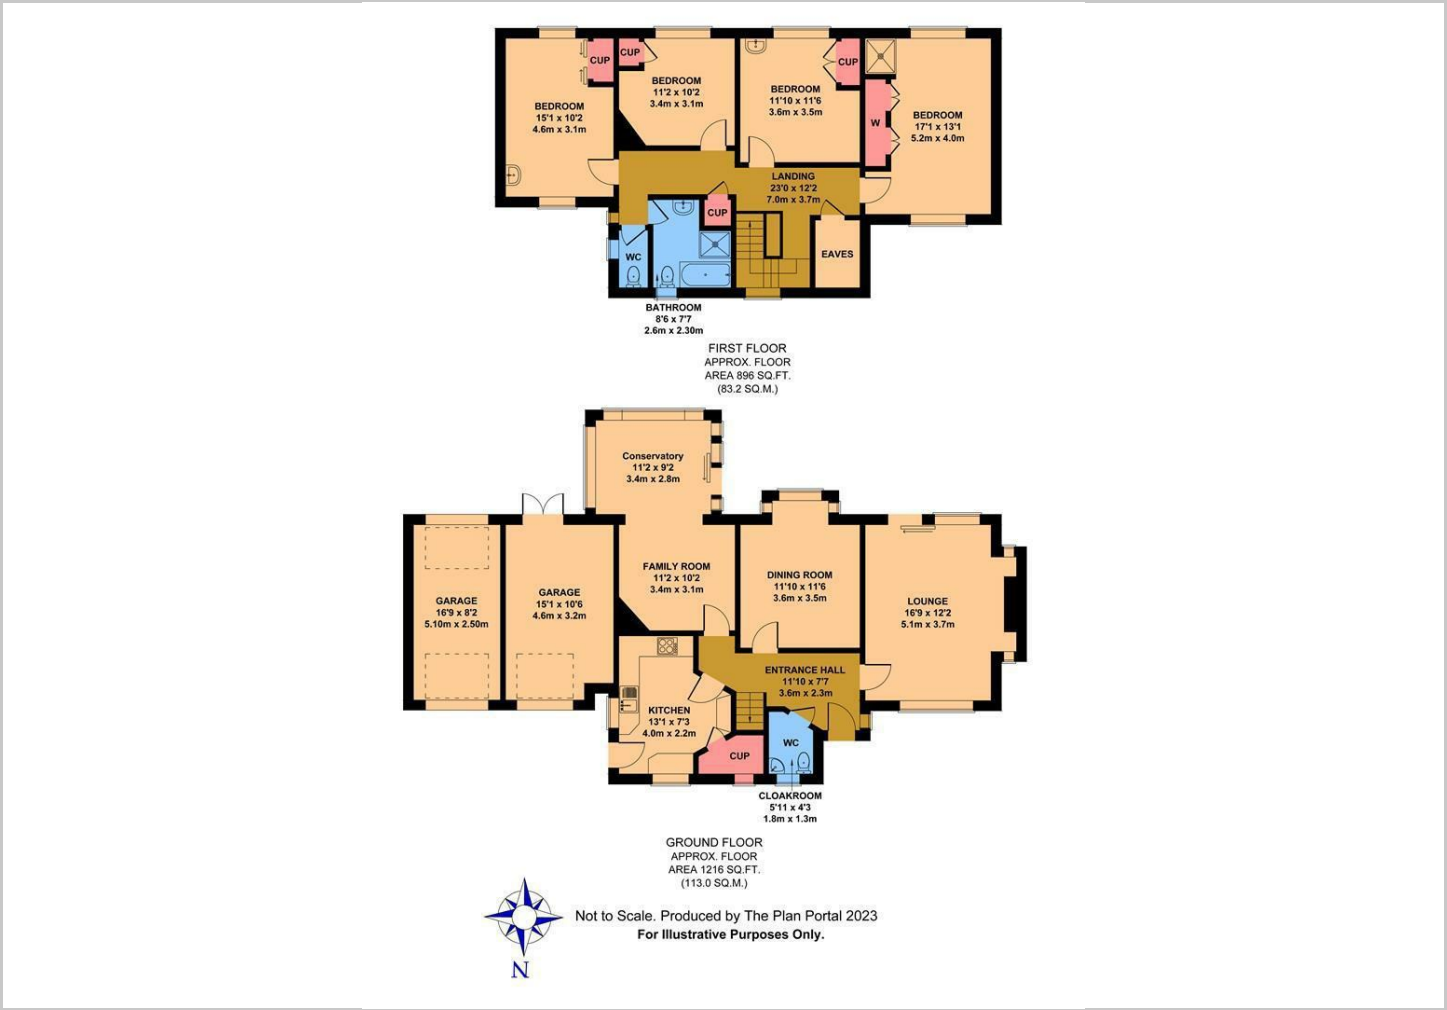 CUP
CUP
CUP
BEDROOM
15'1 x 10'2
4.6m x 3.1m
BEDROOM
11'2 x 10'2
3.4m x 3.1m
BEDROOM
11'10 x 11'6
3.6m x 3.5m
W
BEDROOM
17'1 x 13'1
5.2m x 4.0m
LANDING
23'0 x 12'2
7.0m x 3.7m
CUP
WC
EAVES
BATHROOM
8'6 x 7'7
2.6m x 2.30m
FIRST FLOOR
APPROX. FLOOR
AREA 896 SQ.FT.
(83.2 SQ.M.)
Conservatory
11'2 x 9'2
3.4m x 2.8m
GARAGE
16'9 x 8'2
5.10m x 2.50m
GARAGE
15'1 x 10'6
4.6m x 3.2m
FAMILY ROOM
11'2 x 10'2
3.4m x 3.1m
DINING ROOM
11'10 x 11'6
3.6m x 3.5m
LOUNGE
16'9 x 12'2
5.1m x 3.7m
ENTRANCE HALL
11'10 x 7'7
3.6m x 2.3m
KITCHEN
13'1 x 7'3
4.0m x 2.2m
CUP
WC
CLOAKROOM
5'11 x 4'3
1.8m x 1.3m
GROUND FLOOR
APPROX. FLOOR
AREA 1216 SQ.FT.
(113.0 SQ.M.)
Not to Scale. Produced by The Plan Portal 2023
For Illustrative Purposes Only.
N